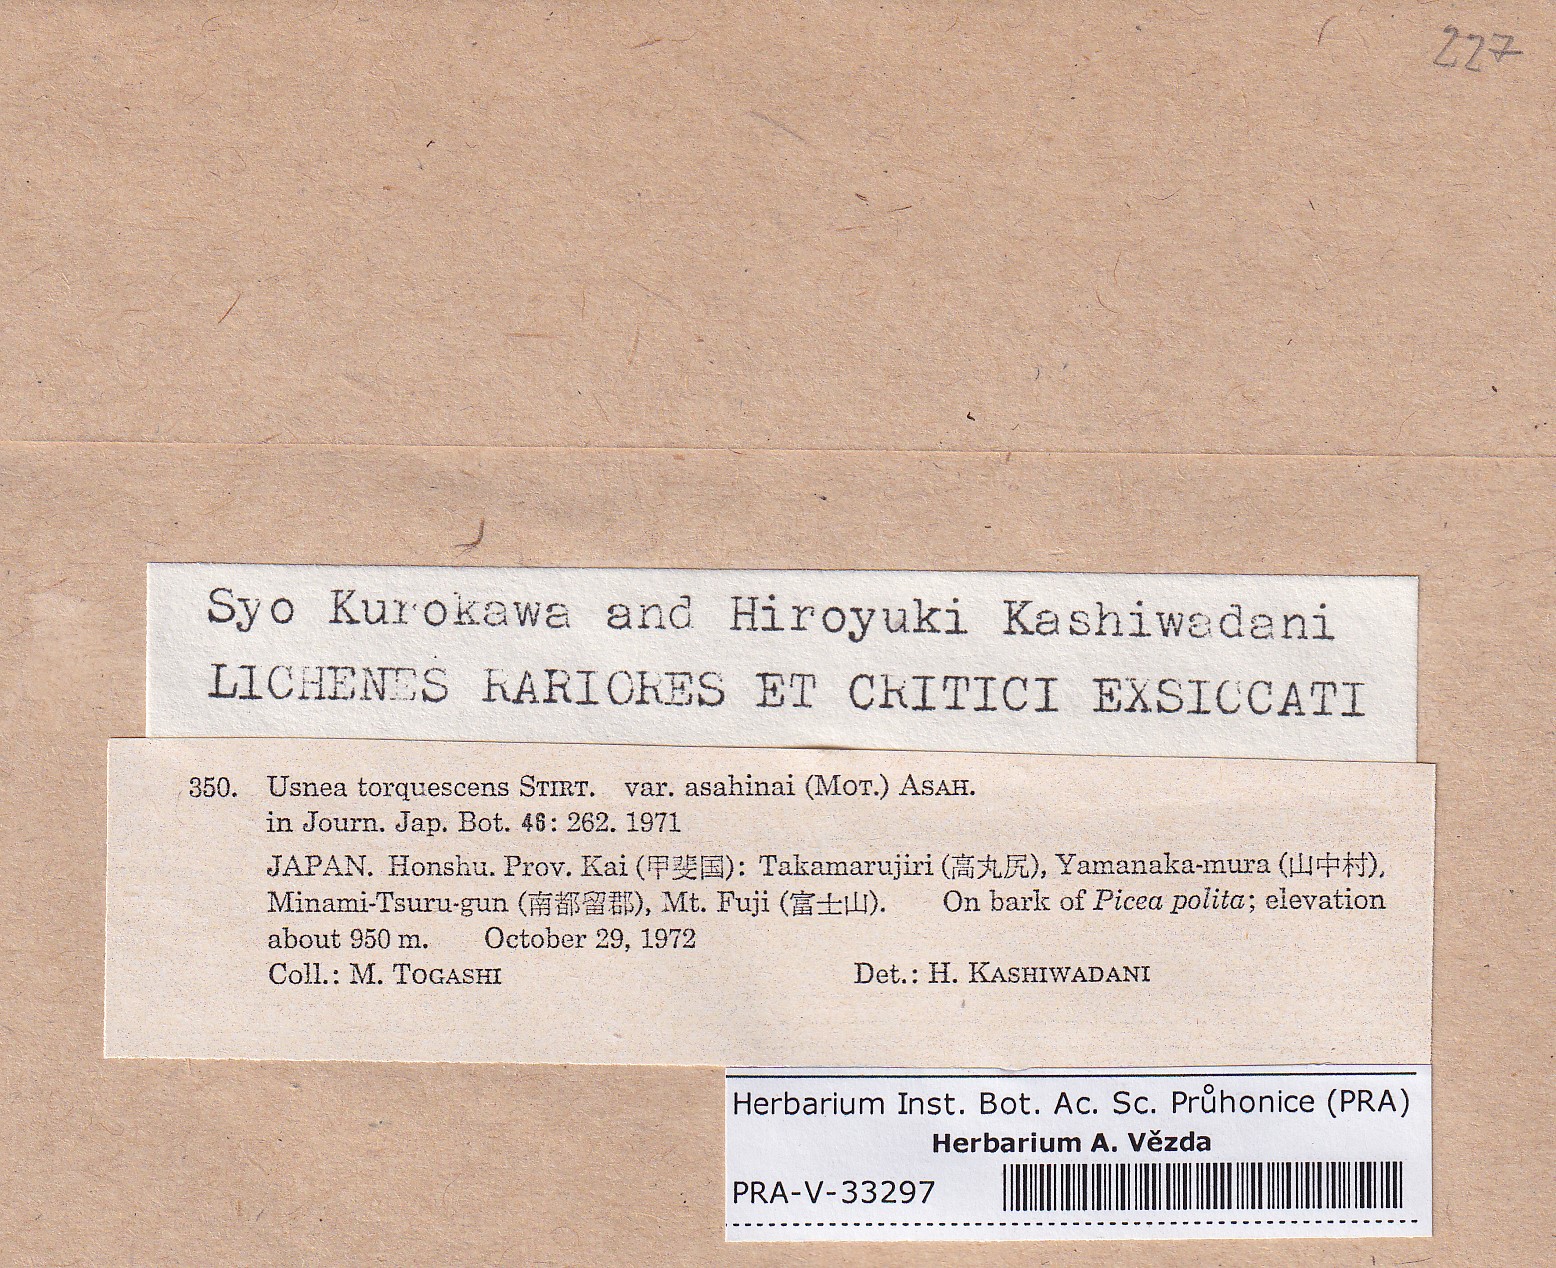 227
Syo Kurokawa and Hiroyuki Kashiwadani
LICHENES RARIORES ET CRITICI EXSICCATI
350. Usnea torquescens STIRT. var. asahinai (MOT.) ASAH.
in Journ. Jap. Bot. 46: 262. 1971
JAPAN. Honshu. Prov. Kai (甲斐国): Takamarujiri (高丸尻), Yamanaka-mura (山中村),
Minami-Tsuru-gun (南都留郡), Mt. Fuji (富士山). On bark of Picea polita; elevation
about 950 m. October 29, 1972
Coll.: M. TOGASHI Det.: H. KASHIWADANI
Herbarium Inst. Bot. Ac. Sc. Průhonice (PRA)
Herbarium A. Vězda
PRA-V-33297